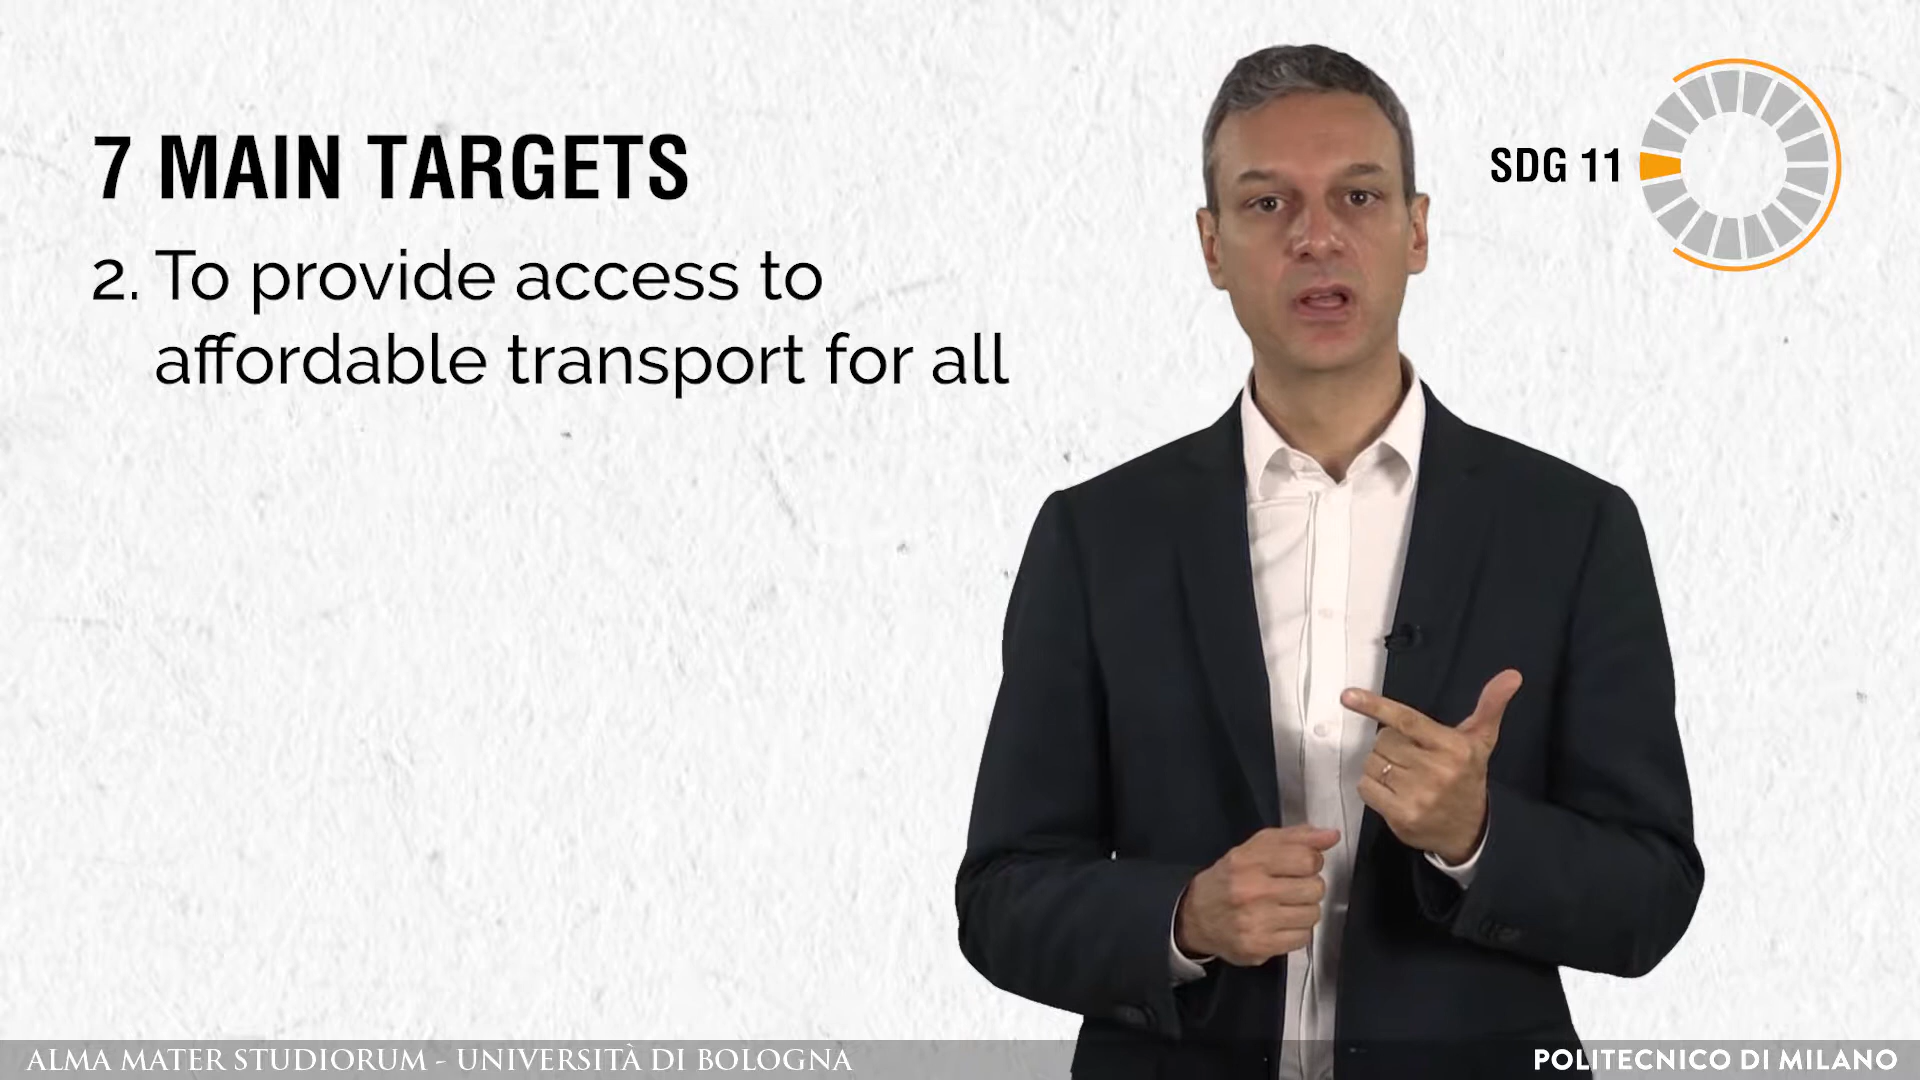 7 MAIN TARGETS
2. To provide access to
affordable transport for all
SDG 11
ALMA MATER STUDIORUM - UNIVERSITÀ DI BOLOGNA
POLITECNICO DI MILANO